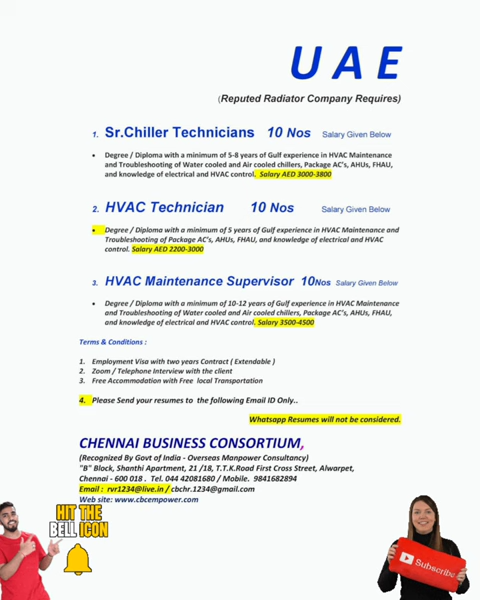 UAE
(Reputed Radiator Company Requires)
1. Sr.Chiller Technicians 10 Nos Salary Given Below
• Degree / Diploma with a minimum of 5-8 years of Gulf experience in HVAC Maintenance
and Troubleshooting of Water cooled and Air cooled chillers, Package AC's, AHUs, FHAU,
and knowledge of electrical and HVAC control. Salary AED 3000-3800
2. HVAC Technician 10 Nos Salary Given Below
• Degree / Diploma with a minimum of 5 years of Gulf experience in HVAC Maintenance and
Troubleshooting of Package AC's, AHUs, FHAU, and knowledge of electrical and HVAC
control. Salary AED 2200-3000
3. HVAC Maintenance Supervisor 10Nos Salary Given Below
• Degree / Diploma with a minimum of 10-12 years of Gulf experience in HVAC Maintenance
and Troubleshooting of Water cooled and Air cooled chillers, Package AC's, AHUs, FHAU,
and knowledge of electrical and HVAC control. Salary 3500-4500
Terms & Conditions :
1. Employment Visa with two years Contract ( Extendable )
2. Zoom / Telephone Interview with the client
3. Free Accommodation with Free local Transportation
4. Please Send your resumes to the following Email ID Only..
Whatsapp Resumes will not be considered.
CHENNAI BUSINESS CONSORTIUM,
(Recognized By Govt of India - Overseas Manpower Consultancy)
"B" Block, Shanthi Apartment, 21 /18, T.T.K.Road First Cross Street, Alwarpet,
Chennai - 600 018 . Tel. 044 42081680 / Mobile. 9841682894
Email : rvr1234@live.in / cbchr.1234@gmail.com
Web site: www.cbcempower.com
HIT THE
BELL ICON
Subscribe